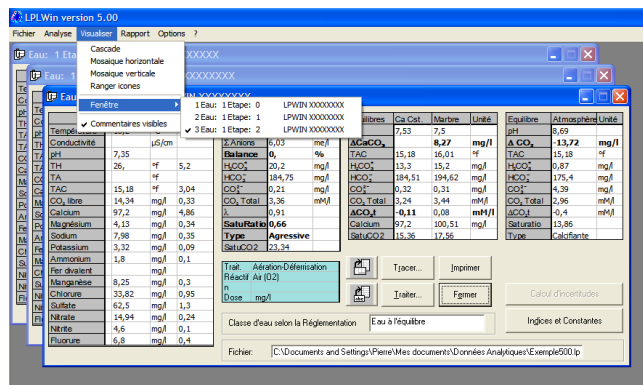 LPLWin version 5.00
Fichier Analyse Visualiser Rapport Options ?
Cascade
Mosaique horizontale
Mosaique verticale
Ranger icones
Fenêtre
✓ Commentaires visibles
1 Eau: 1 Etape: 0 LPWIN XXXXXXXX
2 Eau: 1 Etape: 1 LPWIN XXXXXXXX
✓ 3 Eau: 1 Etape: 2 LPWIN XXXXXXXX
Eau: 1 Eta
Eau: 1
Eau
Conductivité µS/cm
pH 7,35
TH 26, ºf 5,2
TA ºf
TAC 15,18 ºf 3,04
CO₂ libre 14,34 mg/l 0,33
Calcium 97,2 mg/l 4,86
Magnésium 4,13 mg/l 0,34
Sodium 7,98 mg/l 0,35
Potassium 3,32 mg/l 0,09
Ammonium 1,8 mg/l 0,1
Fer divalent mg/l
Manganèse 8,25 mg/l 0,3
Chlorure 33,82 mg/l 0,95
Sulfate 62,5 mg/l 1,3
Nitrate 14,94 mg/l 0,24
Nitrite 4,6 mg/l 0,1
Fluorure 6,8 mg/l 0,4
Σ Anions 6,03 me/l
Balance 0, %
H₂CO₃* 20,2 mg/l
HCO₃⁻ 184,75 mg/l
CO₃²⁻ 0,21 mg/l
CO₂ Total 3,36 mM/l
λ 0,91
SatuRatio 0,66
Type Agressive
SatuCO2 23,34
Ca Cst. Marbre Unité
7,53 7,5
ΔCaCO₃ 8,27 mg/l
TAC 15,18 16,01 ºf
H₂CO₃* 13,3 15,2 mg/l
HCO₃⁻ 184,51 194,62 mg/l
CO₃²⁻ 0,32 0,31 mg/l
CO₂ Total 3,24 3,44 mM/l
ΔCO₂t -0,11 0,08 mM/l
Calcium 97,2 100,51 mg/l
SatuCO2 15,36 17,56
Equilibre Atmosphère Unité
pH 8,69
Δ CO₂ -13,72 mg/l
TAC 15,18 ºf
H₂CO₃* 0,87 mg/l
HCO₃⁻ 175,4 mg/l
CO₃²⁻ 4,39 mg/l
CO₂ Total 2,96 mM/l
ΔCO₂t -0,4 mM/l
Saturatio 13,86
Type Calcifiante
Trait. Aération-Déferrisation
Réactif Air (O2)
n
Dose mg/l
Tracer... Imprimer
Traiter... Fermer
Calcul d'incertitudes
Indices et Constantes
Classe d'eau selon la Réglementation Eau à l'équilibre
Fichier: C:\Documents and Settings\Pierre\Mes documents\Données Analytiques\Exemple500.lp